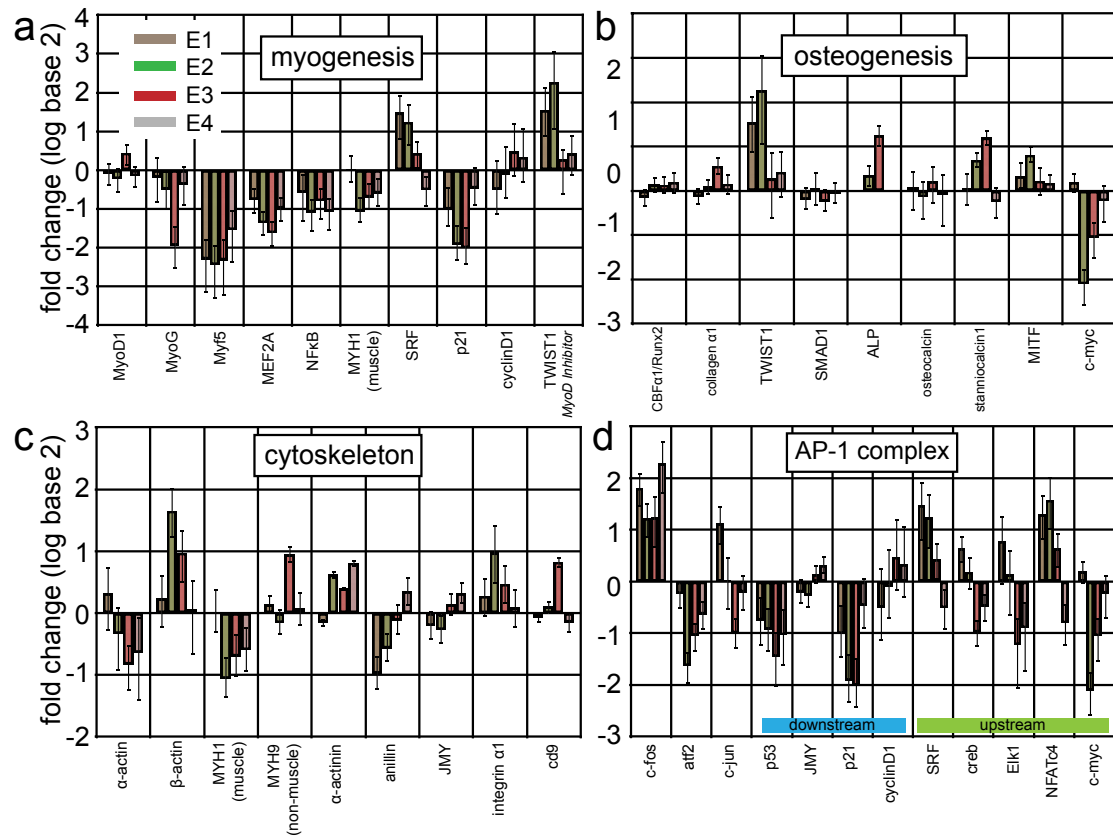 a
myogenesis
E1
E2
E3
E4
fold change (log base 2)
4
3
2
1
0
-1
-2
-3
-4
MyoD1
MyoG
Myf5
MEF2A
NFκB
MYH1
(muscle)
SRF
p21
cyclinD1
TWIST1
MyoD Inhibitor
b
osteogenesis
2
1
0
-1
-2
-3
CBFα1/Runx2
collagen α1
TWIST1
SMAD1
ALP
osteocalcin
stanniocalcin1
MITF
c-myc
c
cytoskeleton
fold change (log base 2)
3
2
1
0
-1
-2
α-actin
β-actin
MYH1
(muscle)
MYH9
(non-muscle)
α-actinin
anillin
JMY
integrin α1
cd9
d
AP-1 complex
2
1
0
-1
-2
-3
downstream
upstream
c-fos
atf2
c-jun
p53
JMY
p21
cyclinD1
SRF
creb
Elk1
NFATc4
c-myc